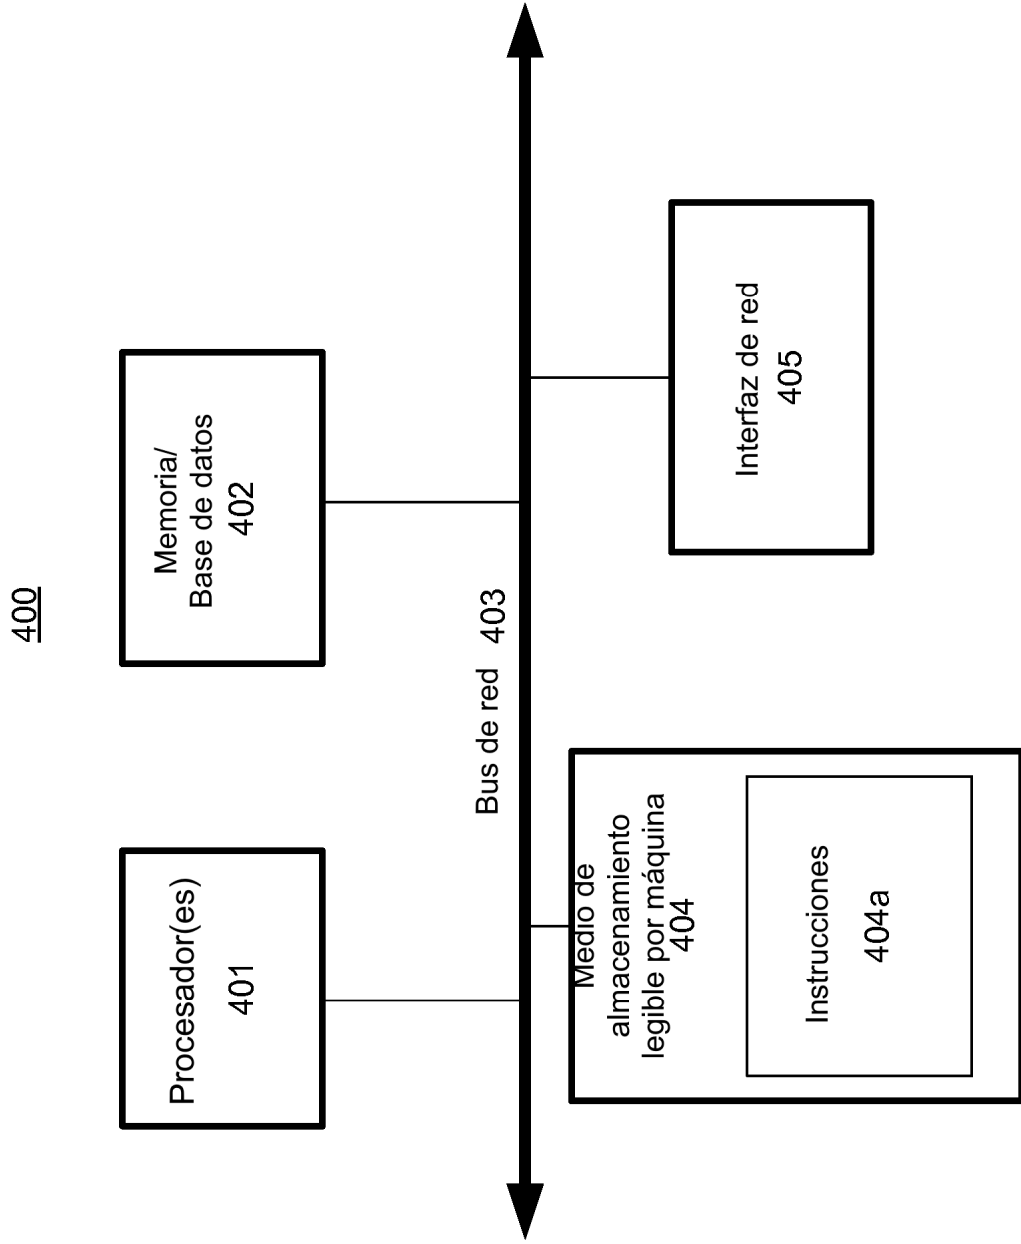 400
Procesador(es)
401
Memoria/
Base de datos
402
Bus de red 403
Medio de
almacenamiento
legible por máquina
404
Instrucciones
404a
Interfaz de red
405